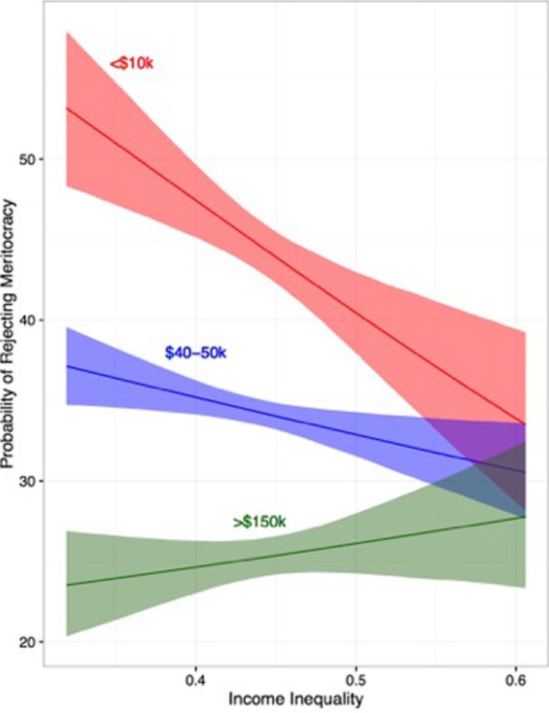 <$10k
50
40
$40–50k
30
>$150k
20
0.4 0.5 0.6
Income Inequality
Probability of Rejecting Meritocracy